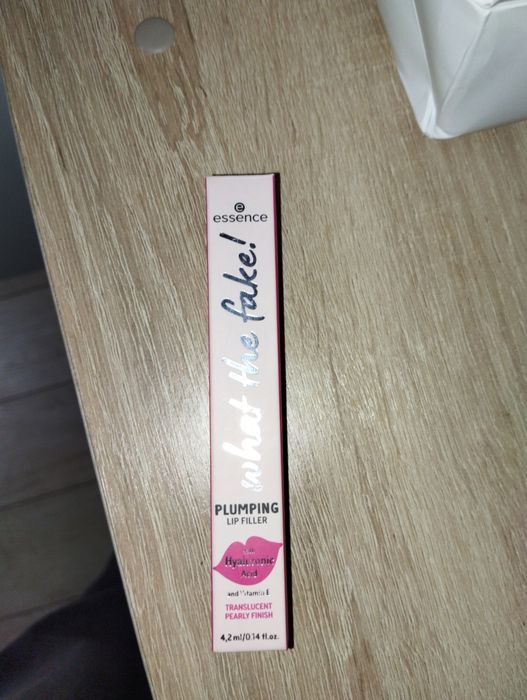 e
essence
what the fake!
PLUMPING
LIP FILLER
Hyaluronic
Acid
and Vitamin E
TRANSLUCENT
PEARLY FINISH
4,2 ml/0.14 fl.oz.